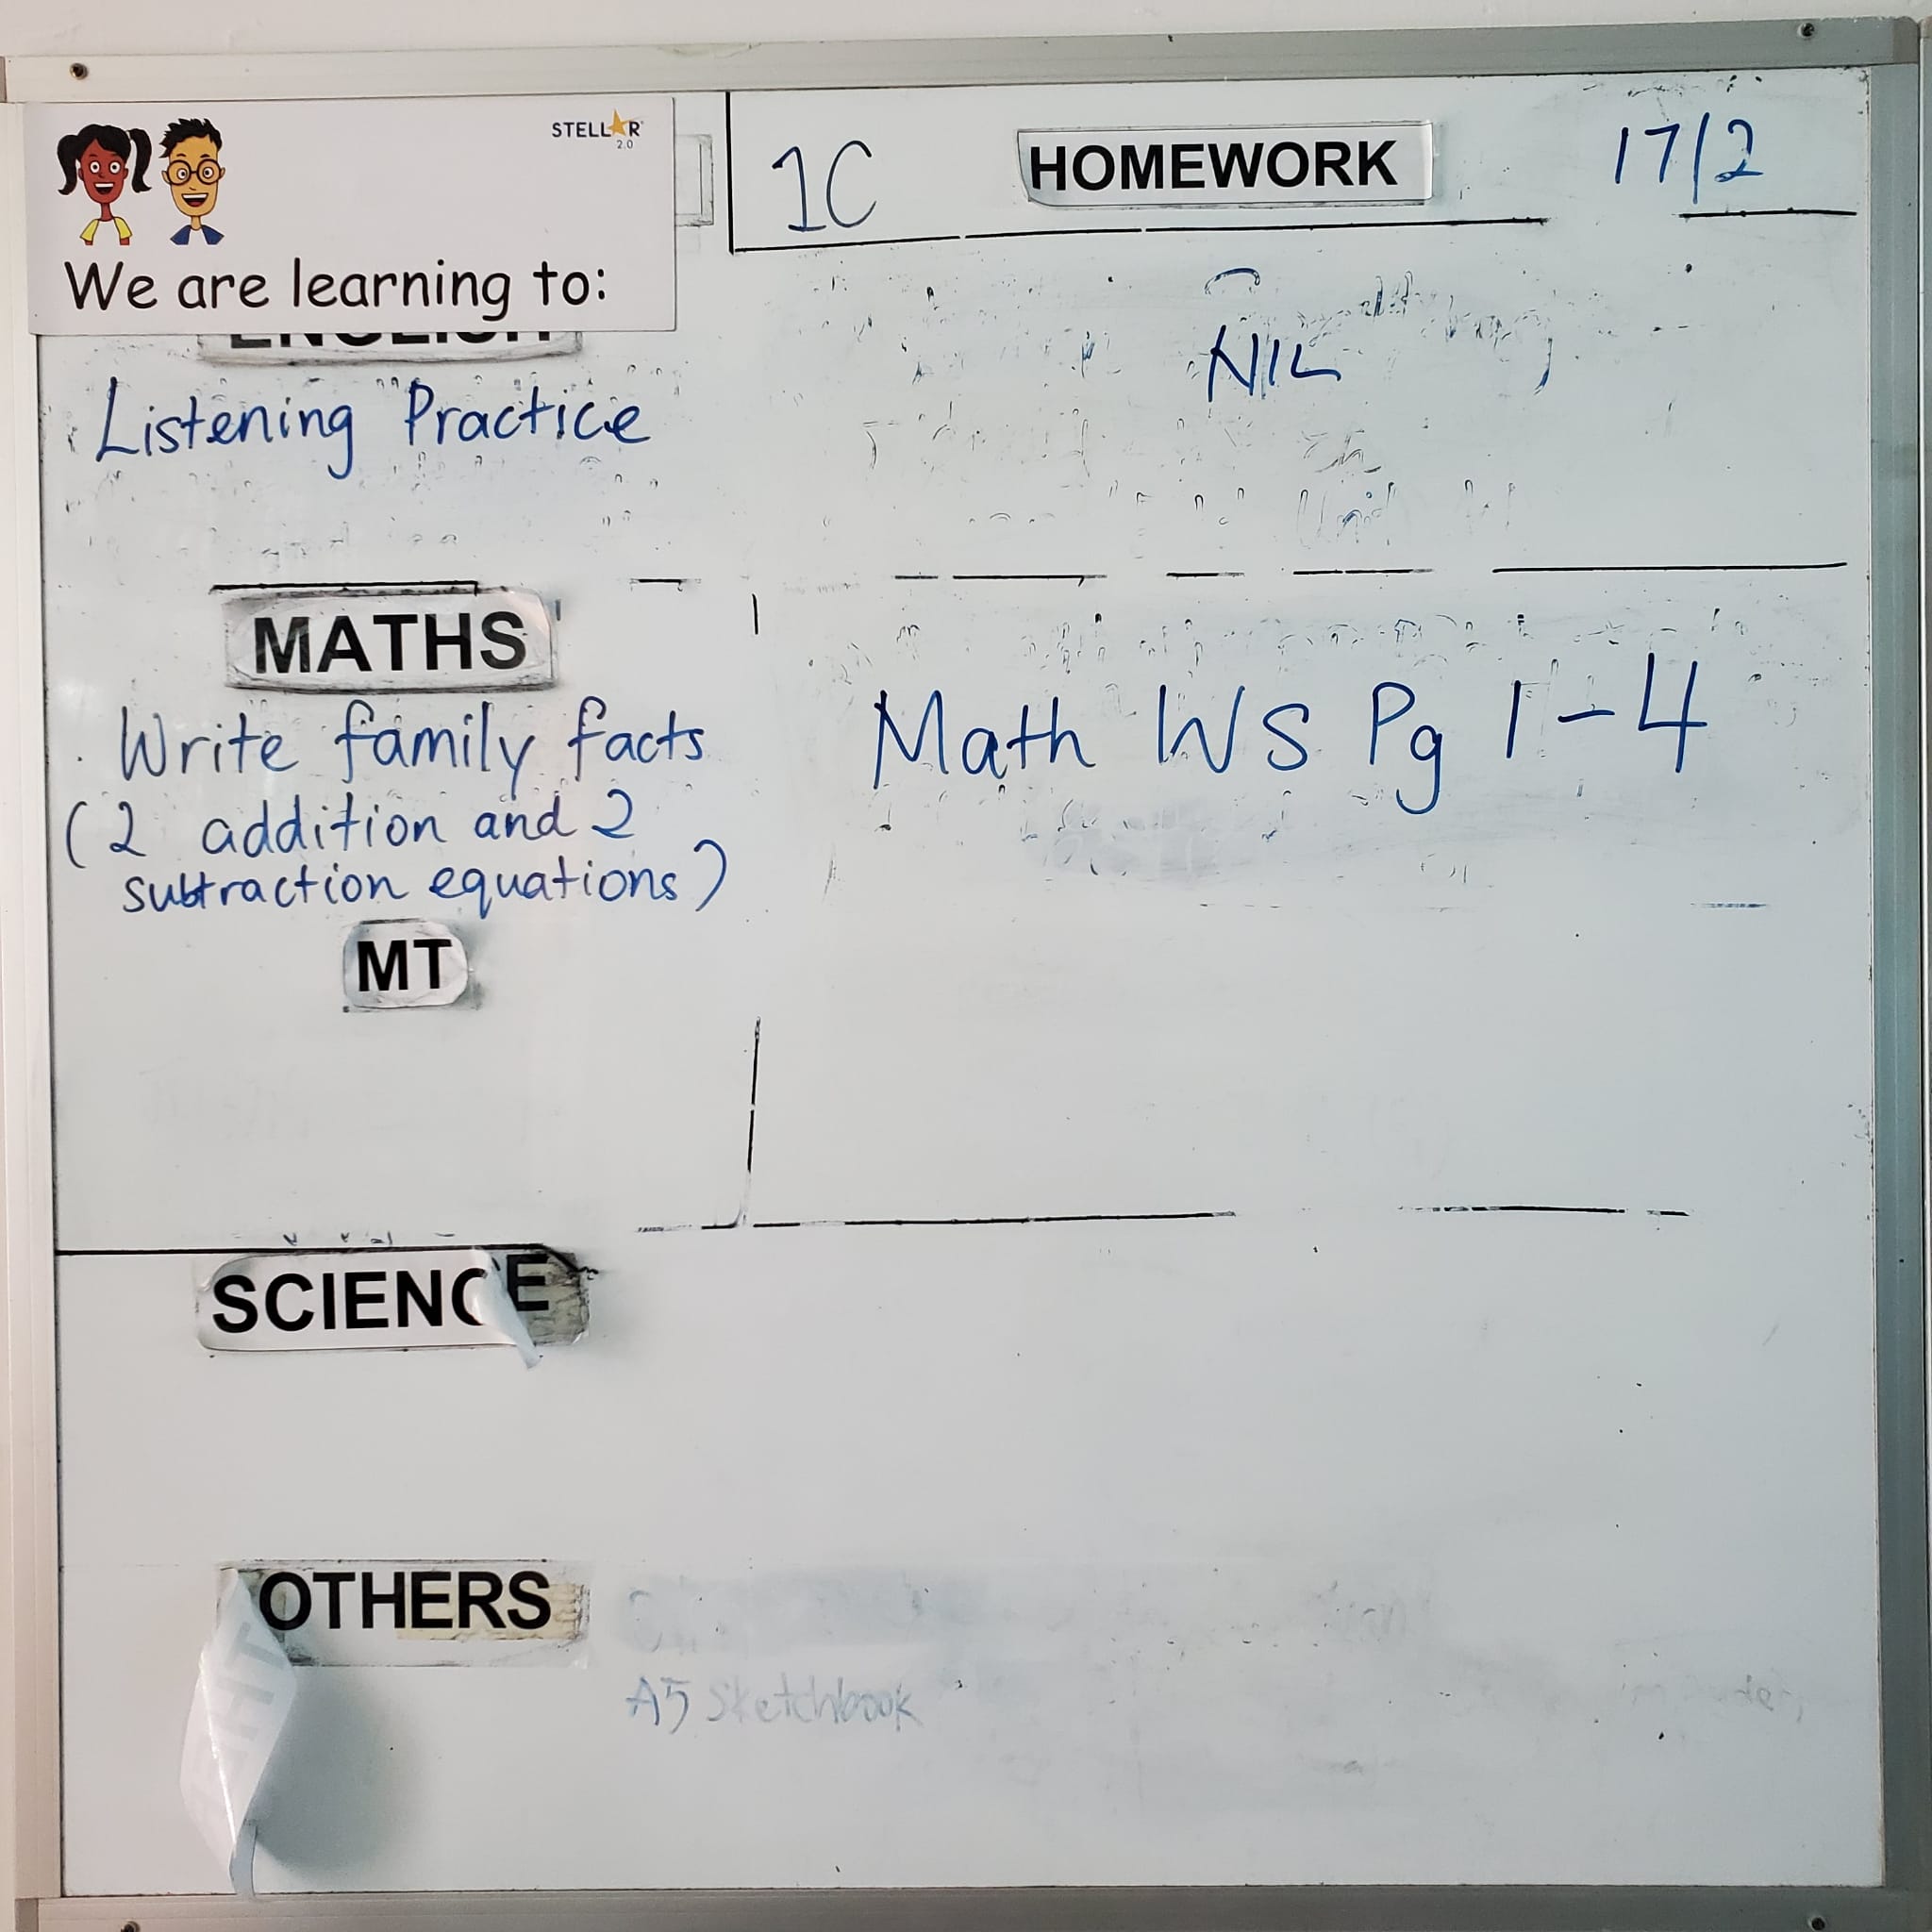 STELLAR
2.0
We are learning to:
1C HOMEWORK 17/2
ENGLISH
Listening Practice
NIL
MATHS
Write family facts
(2 addition and 2
subtraction equations)
Math WS Pg 1-4
MT
SCIENCE
OTHERS
A5 Sketchbook